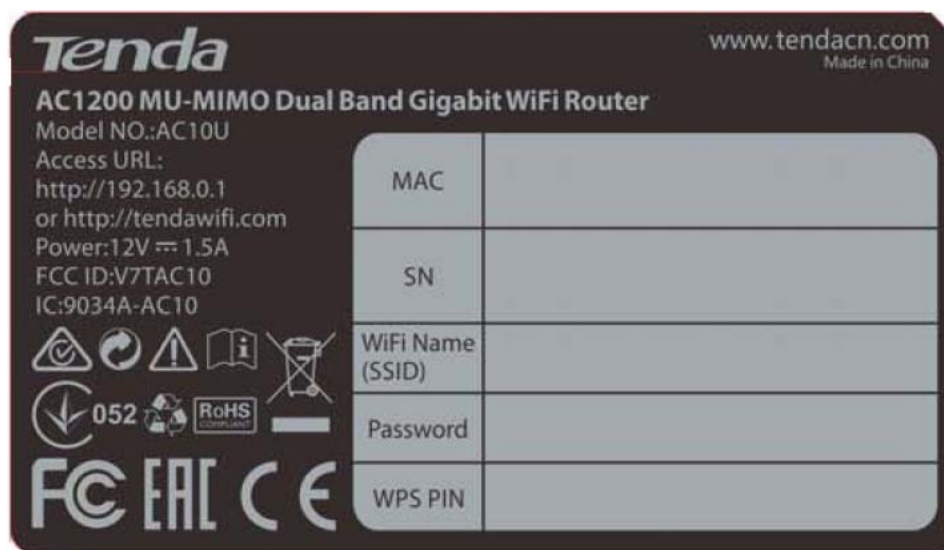 Tenda
www.tendacn.com
Made in China
AC1200 MU-MIMO Dual Band Gigabit WiFi Router
Model NO.:AC10U
Access URL:
http://192.168.0.1
or http://tendawifi.com
Power:12V ⎓ 1.5A
FCC ID:V7TAC10
IC:9034A-AC10
MAC
SN
WiFi Name
(SSID)
Password
WPS PIN
052
RoHS
COMPLIANT
FC EAC CE